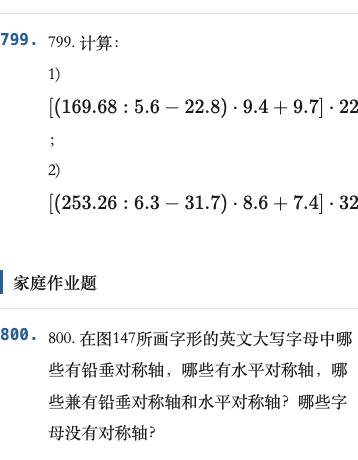 799. 799. 计算：
1)
[(169.68 : 5.6 − 22.8) · 9.4 + 9.7] · 22
；
2)
[(253.26 : 6.3 − 31.7) · 8.6 + 7.4] · 32
家庭作业题
800. 800. 在图147所画字形的英文大写字母中哪
些有铅垂对称轴，哪些有水平对称轴，哪
些兼有铅垂对称轴和水平对称轴？哪些字
母没有对称轴？